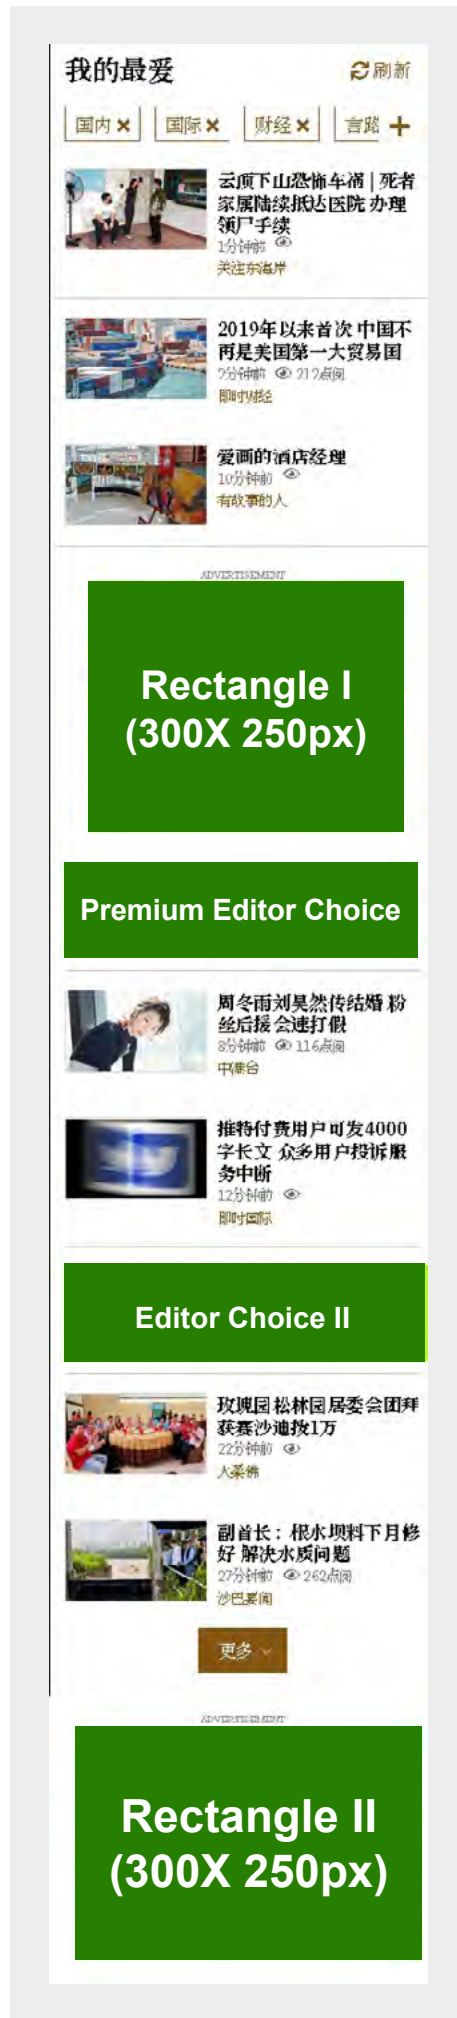 我的最爱
刷新
国内 ×
国际 ×
财经 ×
言路 +
云顶下山恐怖车祸 | 死者
家属陆续抵达医院 办理
领尸手续
1分钟前
关注东海岸
2019年以来首次 中国不
再是美国第一大贸易国
2分钟前 212点阅
即时财经
爱画的酒店经理
10分钟前
有故事的人
ADVERTISEMENT
Rectangle I
(300X 250px)
Premium Editor Choice
周冬雨刘昊然传结婚 粉
丝后援会速打假
8分钟前 116点阅
中港台
推特付费用户可发4000
字长文 众多用户投诉服
务中断
12分钟前
即时国际
Editor Choice II
玫瑰园松林园居委会团拜
获赛沙迪拨1万
22分钟前
大柔佛
副首长：根水坝料下月修
好 解决水质问题
27分钟前 262点阅
沙巴要闻
更多
ADVERTISEMENT
Rectangle II
(300X 250px)